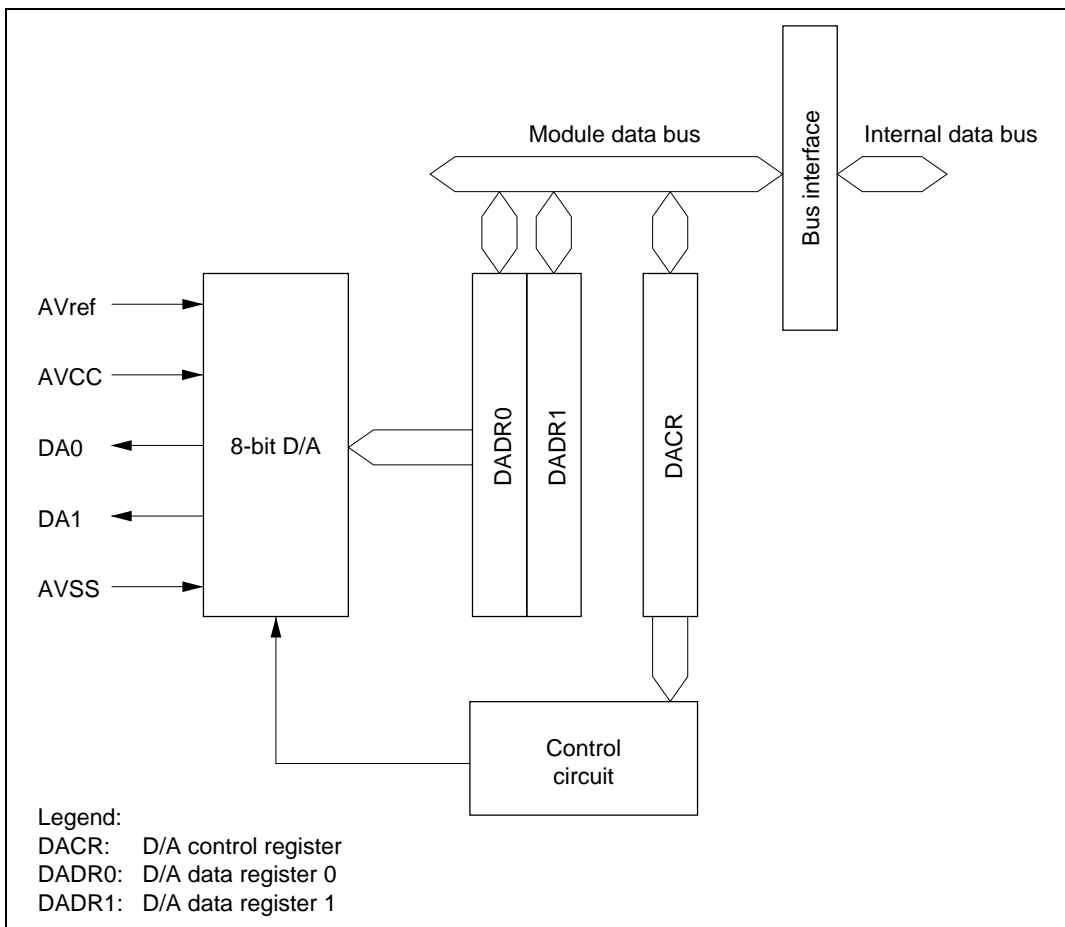 Bus interface
Module data bus
Internal data bus
AVref
AVCC
DA0
DA1
AVSS
8-bit D/A
DADR0
DADR1
DACR
Control
circuit
Legend:
DACR: D/A control register
DADR0: D/A data register 0
DADR1: D/A data register 1